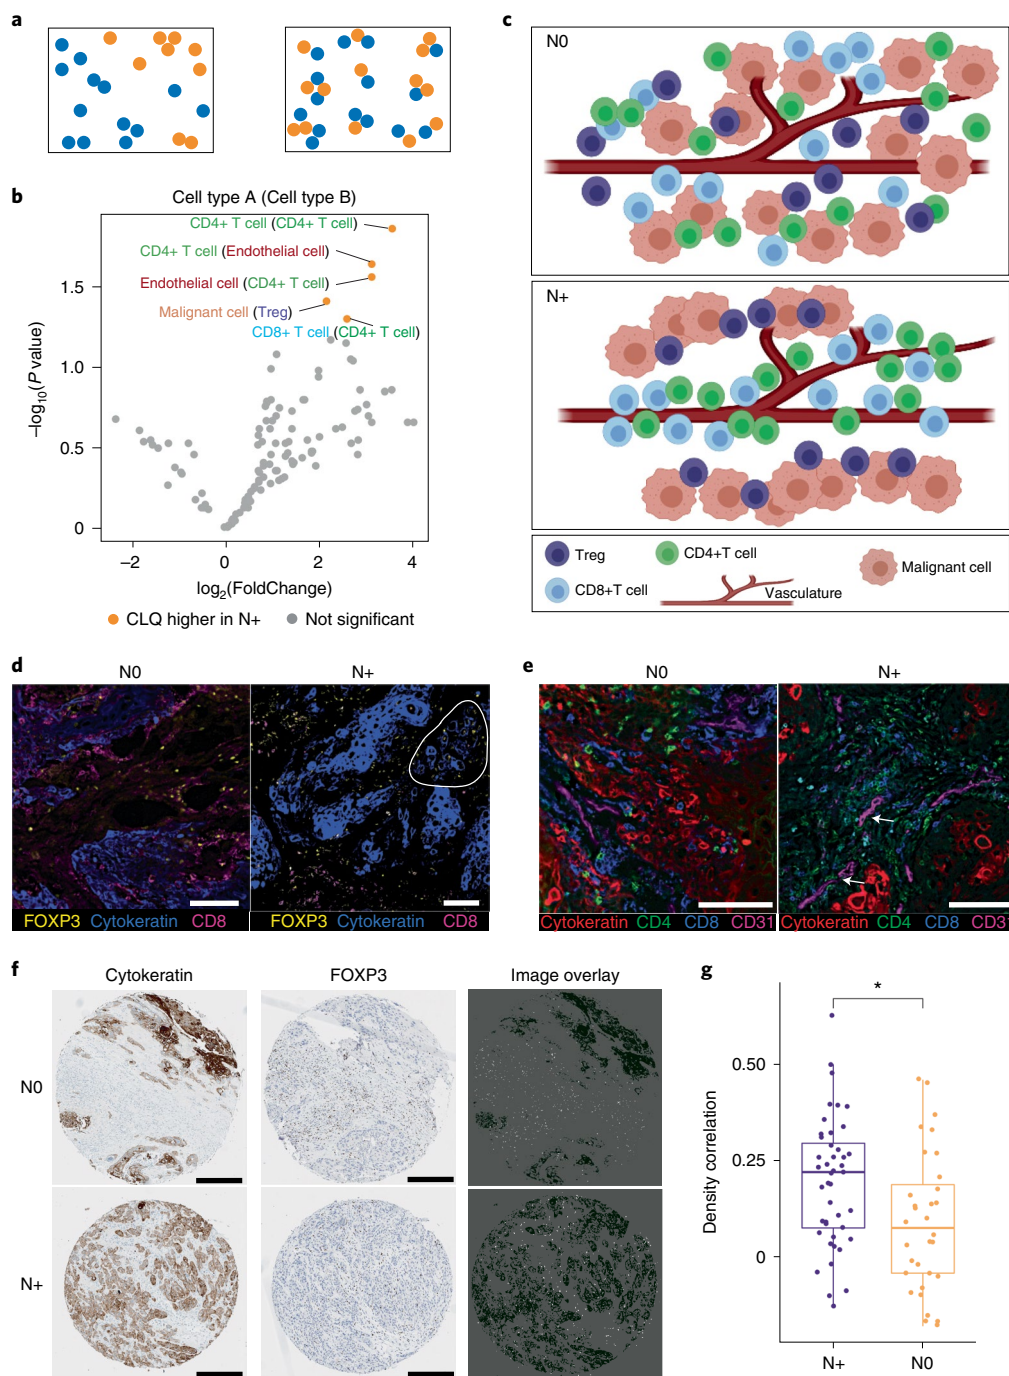 a
b
Cell type A (Cell type B)
CD4+ T cell (CD4+ T cell)
CD4+ T cell (Endothelial cell)
Endothelial cell (CD4+ T cell)
Malignant cell (Treg)
CD8+ T cell (CD4+ T cell)
1.5
1.0
0.5
0
–log10(P value)
–2
0
2
4
log2(FoldChange)
CLQ higher in N+
Not significant
c
N0
N+
Treg
CD4+T cell
Malignant cell
CD8+T cell
Vasculature
d
N0
N+
FOXP3 Cytokeratin CD8
FOXP3 Cytokeratin CD8
e
N0
N+
Cytokeratin CD4 CD8 CD31
Cytokeratin CD4 CD8 CD31
f
Cytokeratin
FOXP3
Image overlay
N0
N+
g
*
0.50
0.25
0
Density correlation
N+
N0